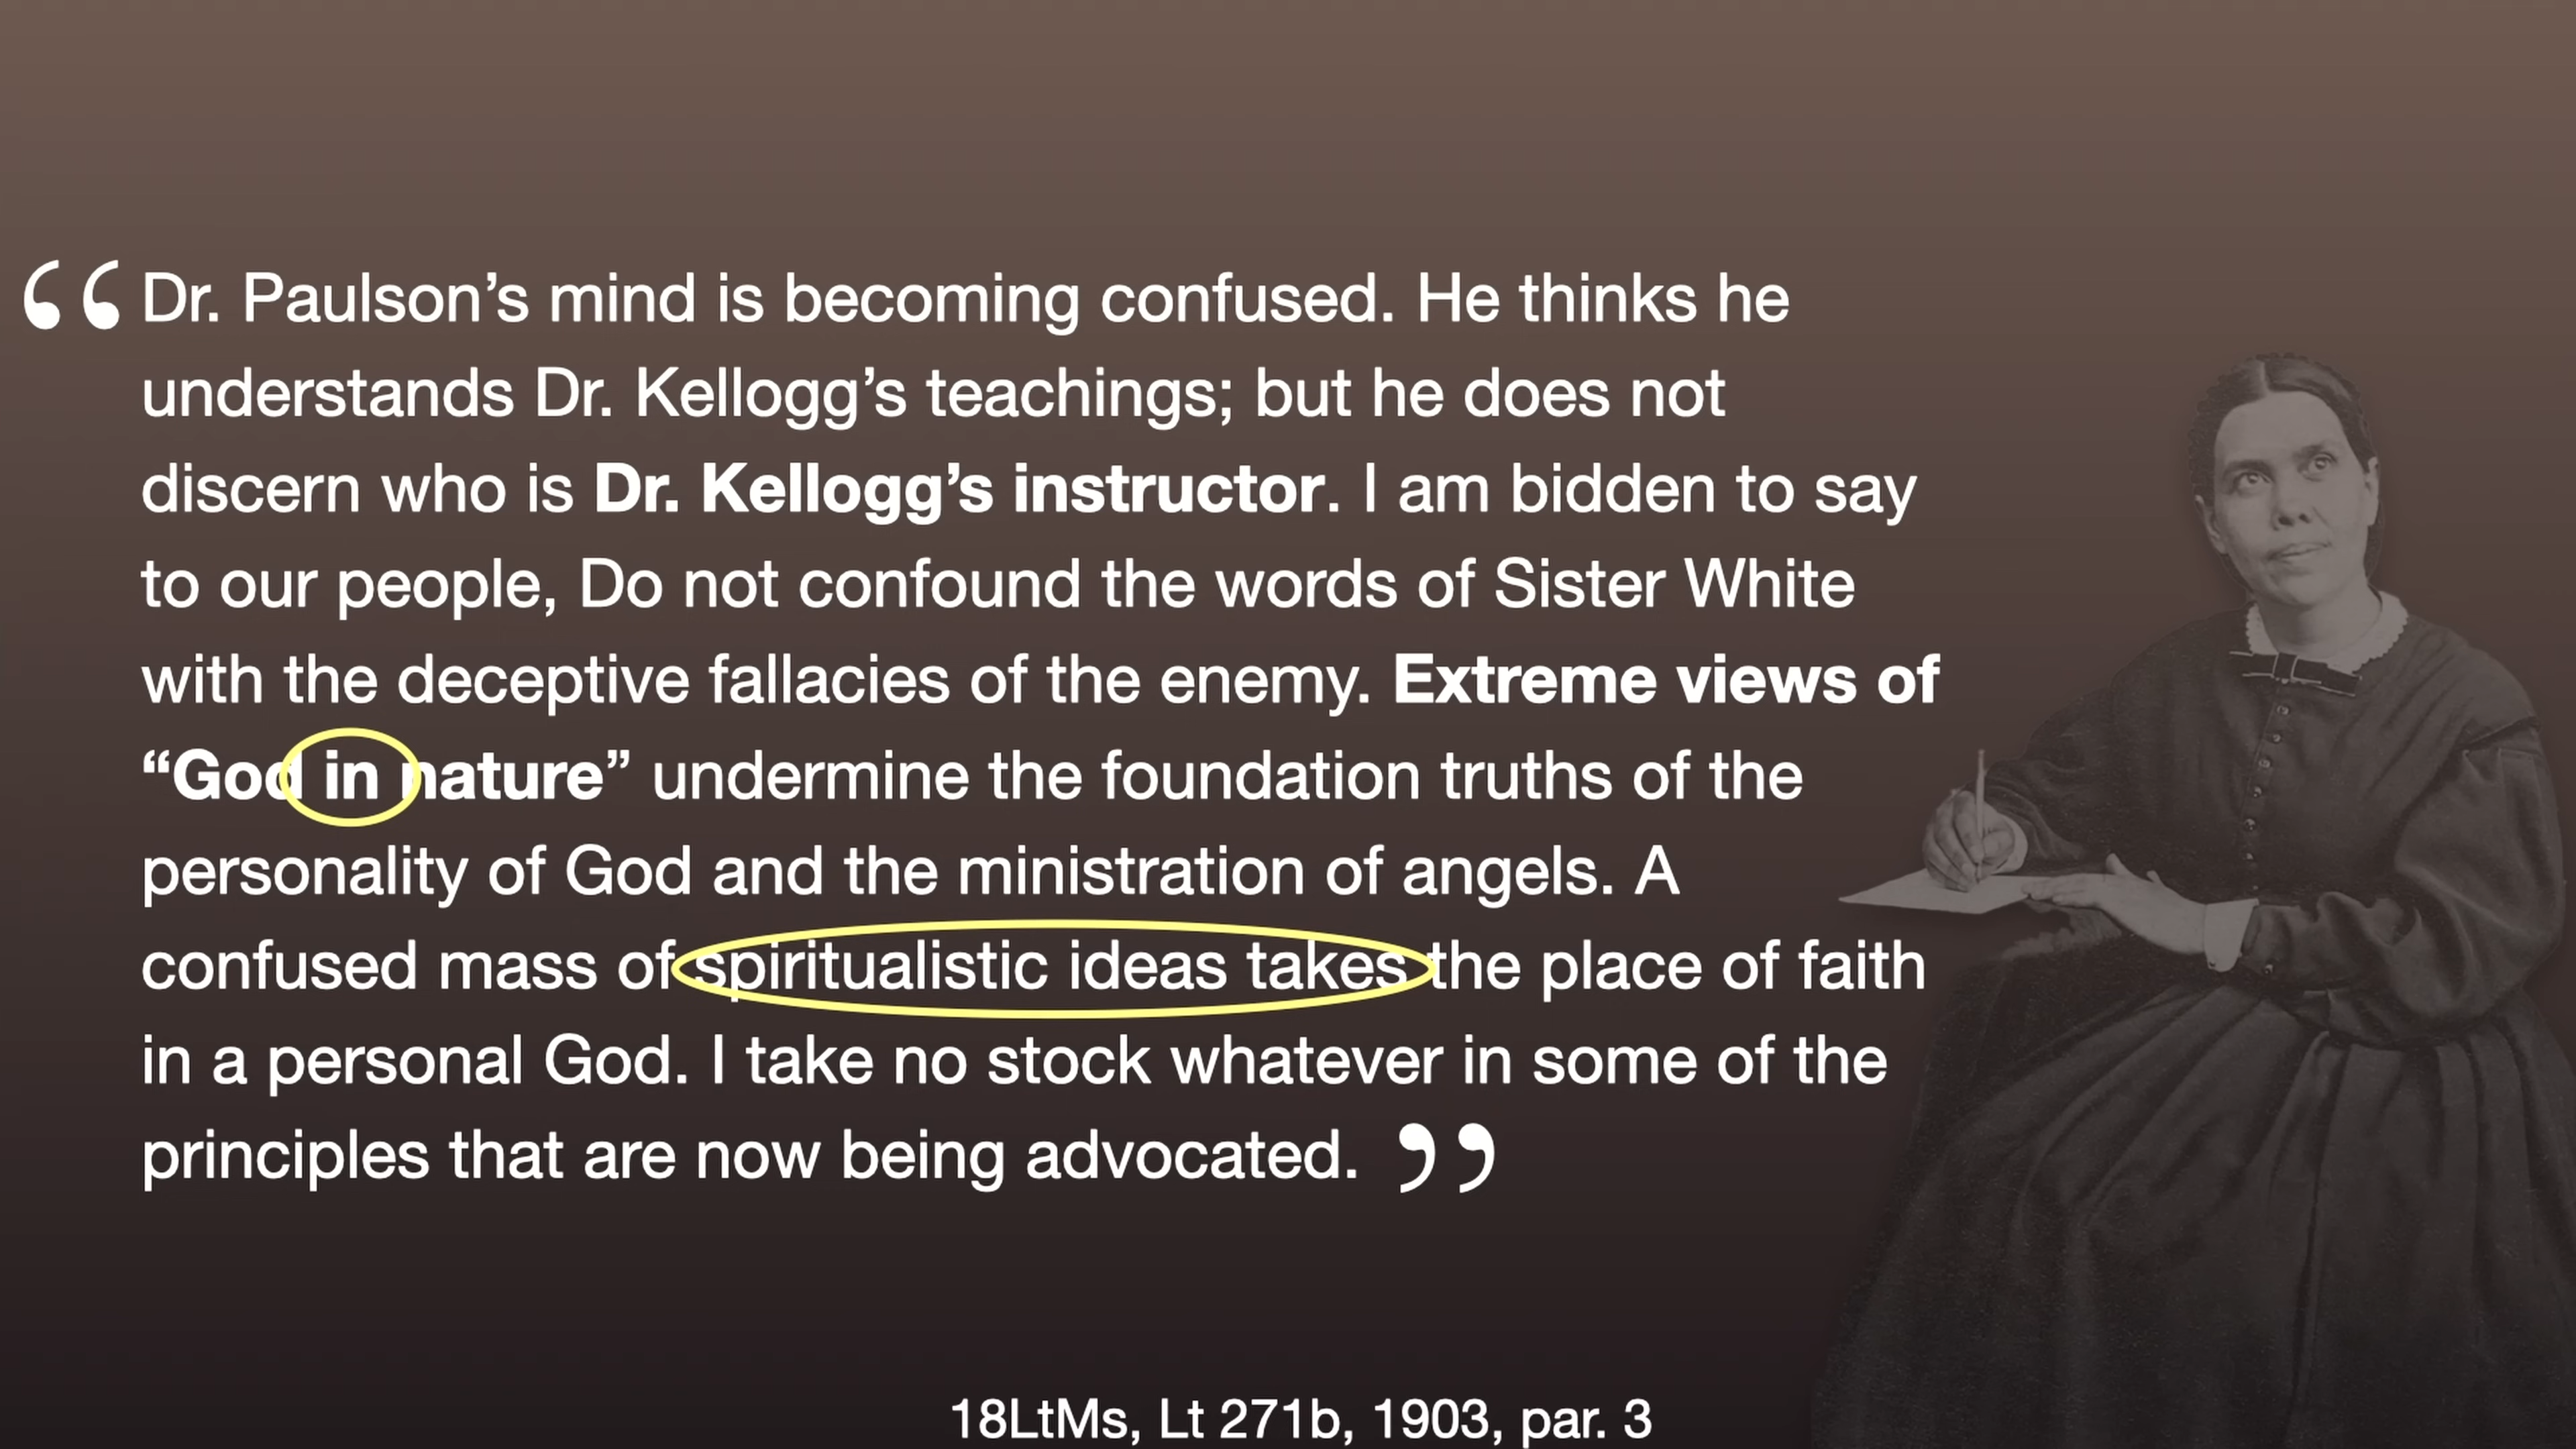 “Dr. Paulson’s mind is becoming confused. He thinks he
understands Dr. Kellogg’s teachings; but he does not
discern who is Dr. Kellogg’s instructor. I am bidden to say
to our people, Do not confound the words of Sister White
with the deceptive fallacies of the enemy. Extreme views of
“God in nature” undermine the foundation truths of the
personality of God and the ministration of angels. A
confused mass of spiritualistic ideas takes the place of faith
in a personal God. I take no stock whatever in some of the
principles that are now being advocated. ”
18LtMs, Lt 271b, 1903, par. 3